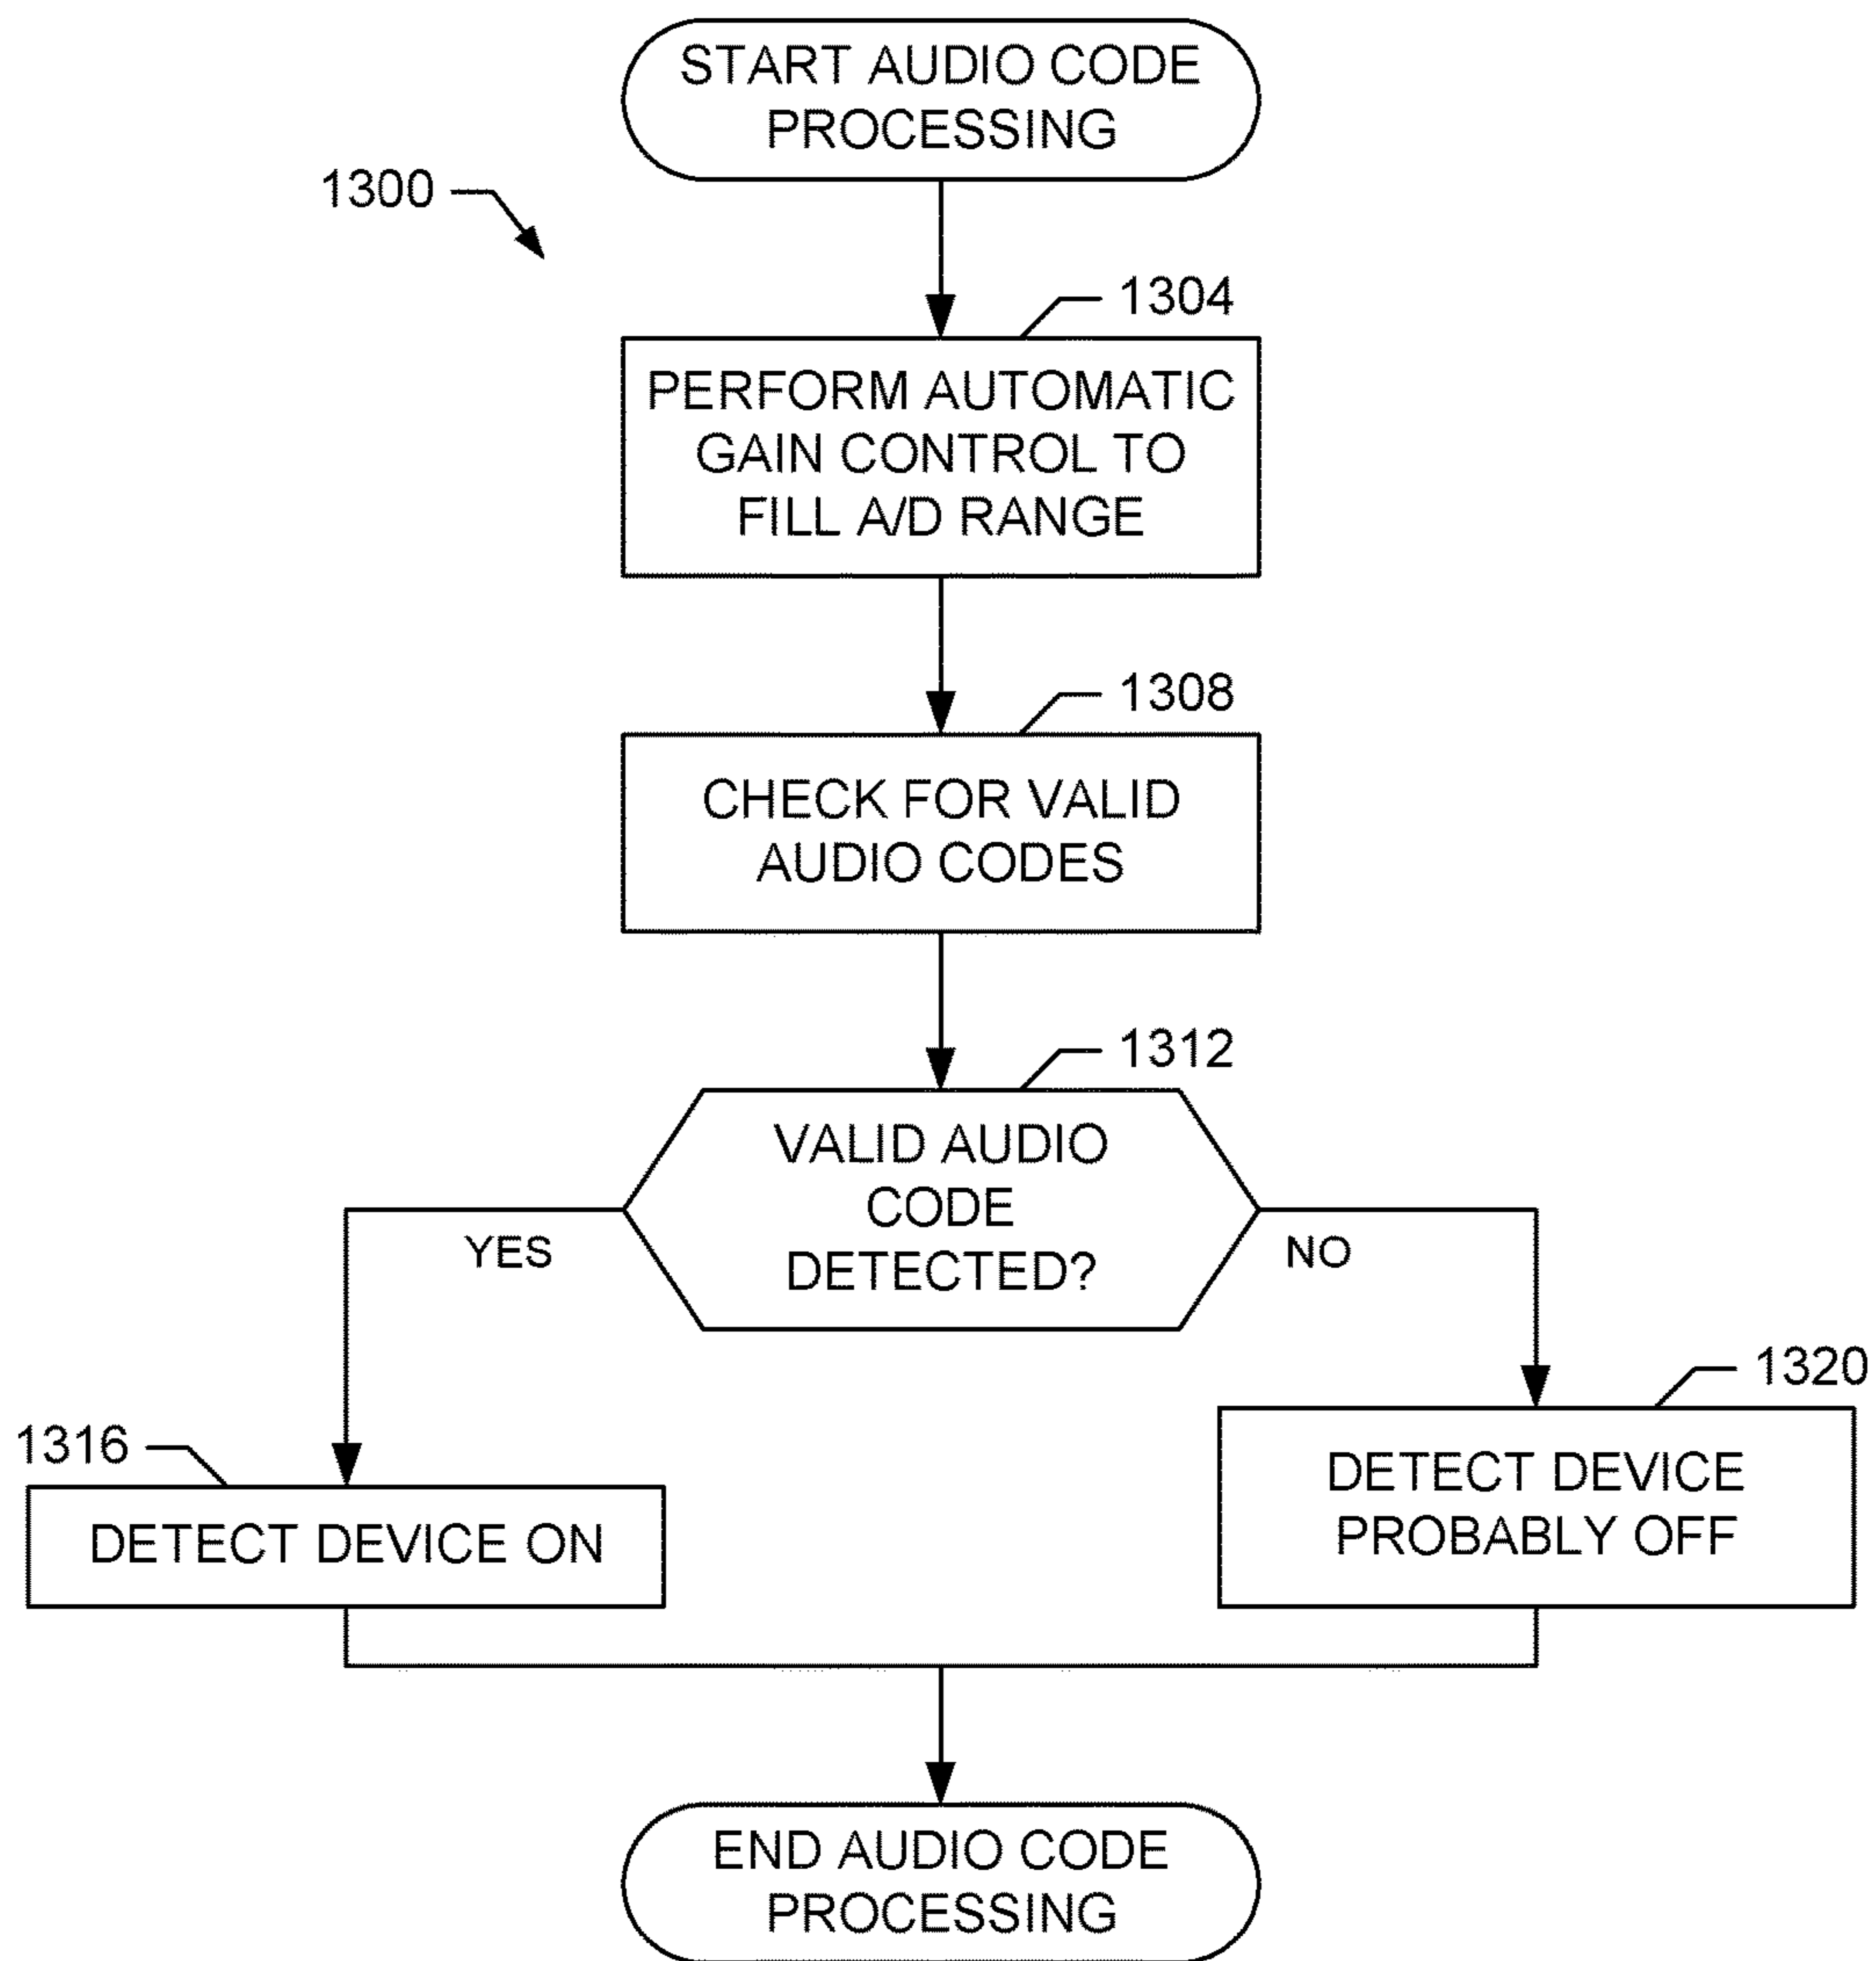 START AUDIO CODE
PROCESSING
1300
1304
PERFORM AUTOMATIC
GAIN CONTROL TO
FILL A/D RANGE
1308
CHECK FOR VALID
AUDIO CODES
1312
VALID AUDIO
CODE
DETECTED?
YES
NO
1320
1316
DETECT DEVICE
PROBABLY OFF
DETECT DEVICE ON
END AUDIO CODE
PROCESSING